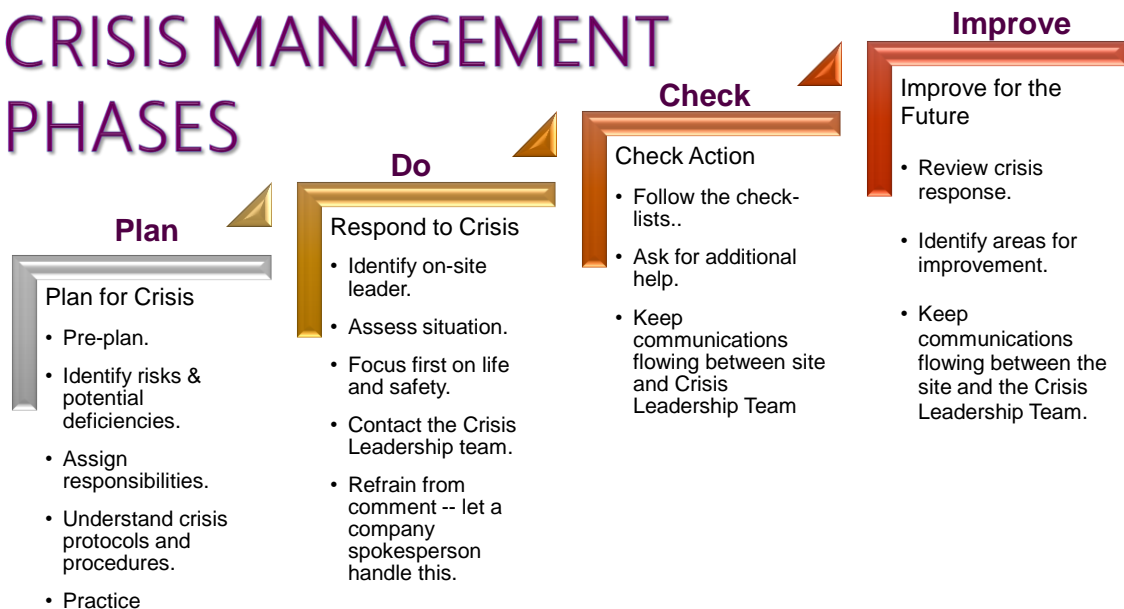 CRISIS MANAGEMENT
PHASES
Plan
Plan for Crisis
• Pre-plan.
• Identify risks &
potential
deficiencies.
• Assign
responsibilities.
• Understand crisis
protocols and
procedures.
• Practice
Do
Respond to Crisis
• Identify on-site
leader.
• Assess situation.
• Focus first on life
and safety.
• Contact the Crisis
Leadership team.
• Refrain from
comment -- let a
company
spokesperson
handle this.
Check
Check Action
• Follow the check-
lists..
• Ask for additional
help.
• Keep
communications
flowing between site
and Crisis
Leadership Team
Improve
Improve for the
Future
• Review crisis
response.
• Identify areas for
improvement.
• Keep
communications
flowing between the
site and the Crisis
Leadership Team.